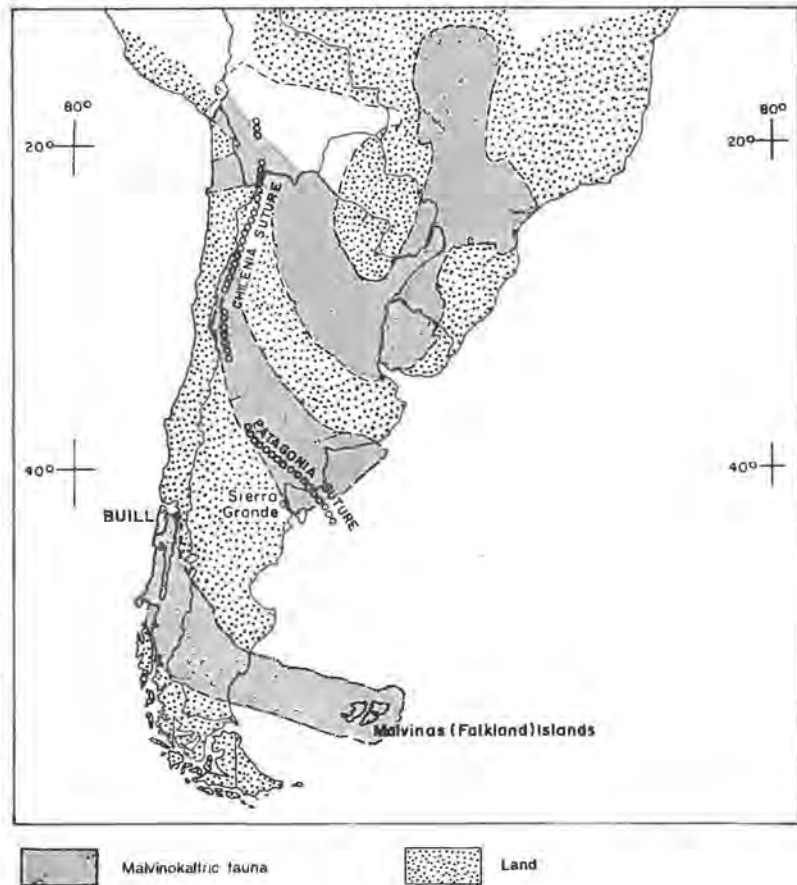 80°
80°
20°
20°
CHILENIA SUTURE
PATAGONIA SUTURE
40°
40°
Sierra
Grande
BUILL
Malvinas (Falkland) Islands
Malvinokaffric fauna
Land